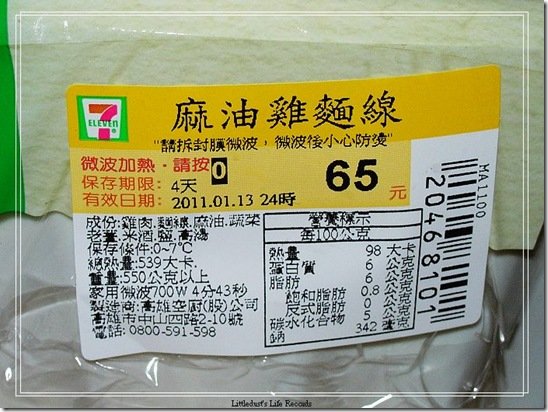 7
ELEVEN
麻油雞麵線
"請拆封膜微波，微波後小心防燙"
微波加熱・請按0
保存期限: 4天
有效日期: 2011.01.13 24時
65元
成份:雞肉.麵線.麻油.蔬菜
米酒.鹽.高湯
保存條件:0-7℃
總熱量:539大卡
重量:550公克以上
家用微波700W 4分43秒
製造商:高雄空廚(股)公司
高雄市中山四路2-10號
電話: 0800-591-598
營養標示
每100公克
熱量 98 大卡
蛋白質 6 公克
脂肪 4 公克
飽和脂肪 0.8 公克
反式脂肪 0 公克
碳水化合物 5 公克
鈉 342 毫克
MA1100
20468101
Littledust's Life Records